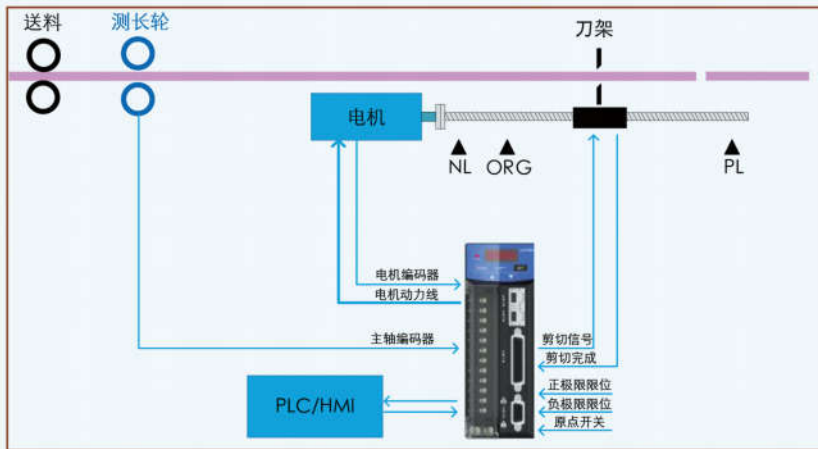 送料
测长轮
刀架
电机
NL
ORG
PL
电机编码器
电机动力线
主轴编码器
剪切信号
剪切完成
正极限限位
负极限限位
原点开关
PLC/HMI